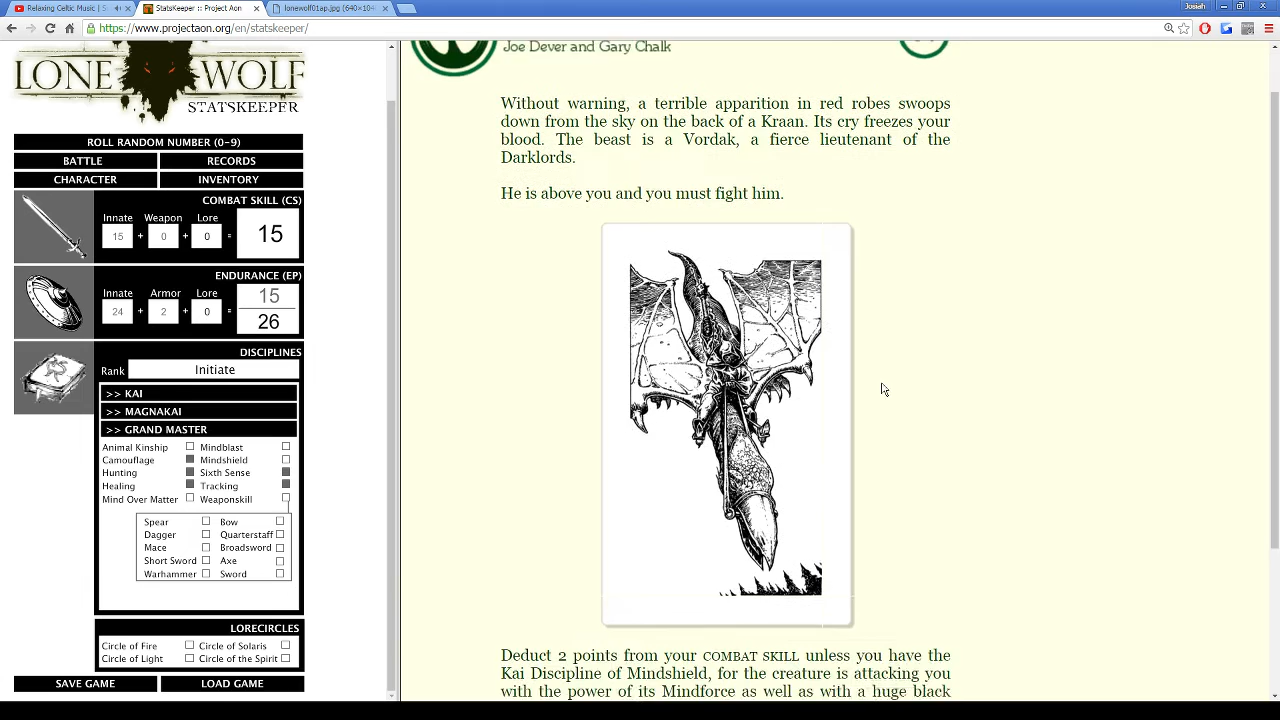 Relaxing Celtic Music | S
StatsKeeper :: Project Aon
lonewolf01ap.jpg (640×10
Josiah
https://www.projectaon.org/en/statskeeper/
LONE WOLF
STATSKEEPER
ROLL RANDOM NUMBER (0-9)
BATTLE RECORDS
CHARACTER INVENTORY
COMBAT SKILL (CS)
Innate Weapon Lore
15 + 0 + 0 = 15
ENDURANCE (EP)
Innate Armor Lore
15
24 + 2 + 0 =
26
DISCIPLINES
Rank Initiate
>> KAI
>> MAGNAKAI
>> GRAND MASTER
Animal Kinship Mindblast
Camouflage Mindshield
Hunting Sixth Sense
Healing Tracking
Mind Over Matter Weaponskill
Spear Bow
Dagger Quarterstaff
Mace Broadsword
Short Sword Axe
Warhammer Sword
LORECIRCLES
Circle of Fire Circle of Solaris
Circle of Light Circle of the Spirit
SAVE GAME LOAD GAME
Joe Dever and Gary Chalk
Without warning, a terrible apparition in red robes swoops
down from the sky on the back of a Kraan. Its cry freezes your
blood. The beast is a Vordak, a fierce lieutenant of the
Darklords.
He is above you and you must fight him.
Deduct 2 points from your COMBAT SKILL unless you have the
Kai Discipline of Mindshield, for the creature is attacking you
with the power of its Mindforce as well as with a huge black